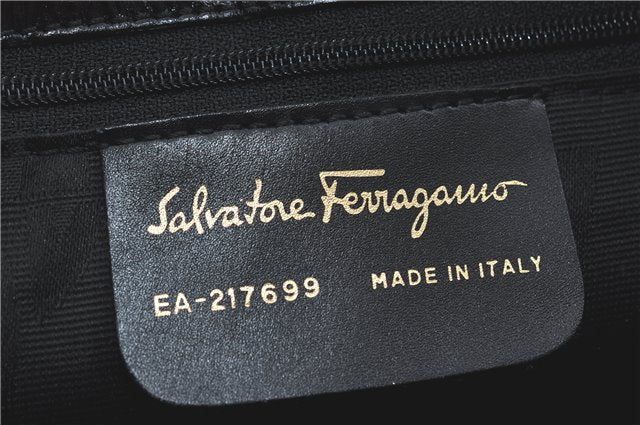 Salvatore Ferragamo
EA-217699 MADE IN ITALY